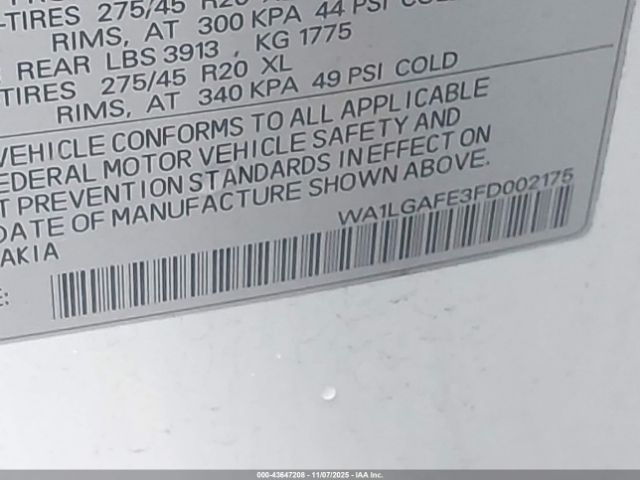 -TIRES 275/45 R20
RIMS, AT 300 KPA 44 PSI COLD
REAR LBS 3913 , KG 1775
TIRES 275/45 R20 XL
RIMS, AT 340 KPA 49 PSI COLD
VEHICLE CONFORMS TO ALL APPLICABLE
EDERAL MOTOR VEHICLE SAFETY AND
T PREVENTION STANDARDS IN EFFECT ON
DATE OF MANUFACTURE SHOWN ABOVE.
AKIA
WA1LGAFE3FD002175
E:
000-43647208 - 11/07/2025 - IAA Inc.